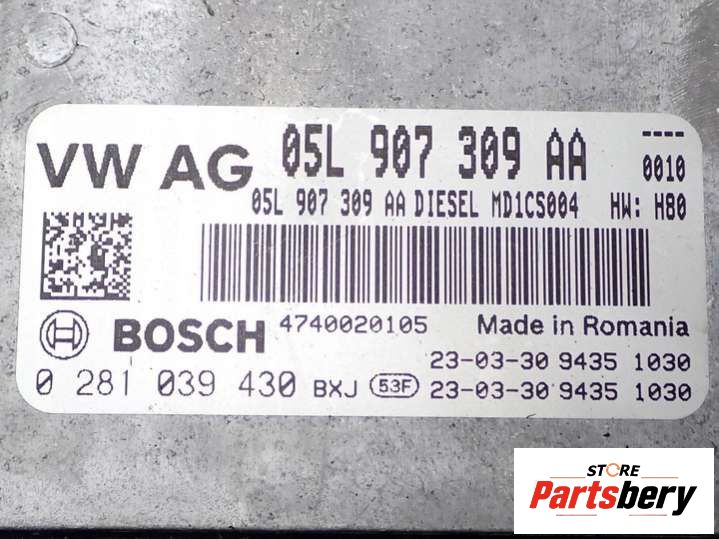 VW AG 05L 907 309 AA ----
0010
05L 907 309 AA DIESEL MD1CS004 HW: H80
BOSCH 4740020105 Made in Romania
23-03-30 9435 1030
0 281 039 430 BXJ 53F 23-03-30 9435 1030
STORE
Partsbery